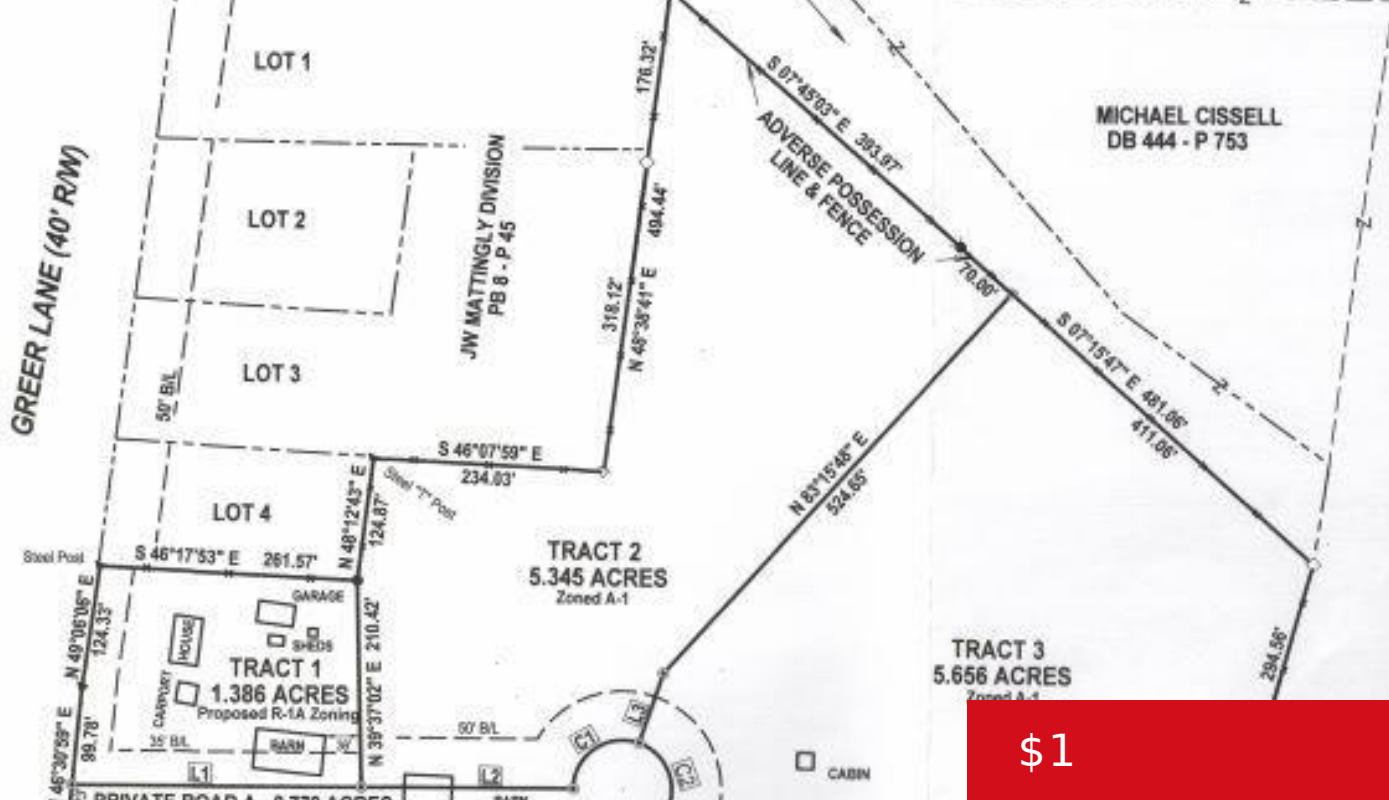 LOT 1
176.32'
S 07°45'03" E 393.97'
ADVERSE POSSESSION
LINE & FENCE
MICHAEL CISSELL
DB 444 - P 753
Z
Z
Z
Z
GREER LANE (40' R/W)
LOT 2
JW MATTINGLY DIVISION
PB 8 - P 45
494.44'
318.12'
N 48°38'41" E
70.00'
S 07°15'47" E 481.06'
411.06'
LOT 3
50' B/L
S 46°07'59" E
234.03'
Steel "T" Post
N 48°12'43" E
124.87'
N 83°15'48" E
524.65'
LOT 4
Steel Post
S 46°17'53" E 261.57'
TRACT 2
5.345 ACRES
Zoned A-1
GARAGE
HOUSE
SHEDS
N 49°06'06" E
124.33'
TRACT 1
1.386 ACRES
Proposed R-1A Zoning
CARPORT
N 39°37'02" E 210.42'
TRACT 3
5.656 ACRES
Zoned A-1
294.56'
46°30'59" E
99.78'
35' B/L
BARN
50' B/L
L3
C1
C2
CABIN
L1
L2
$1